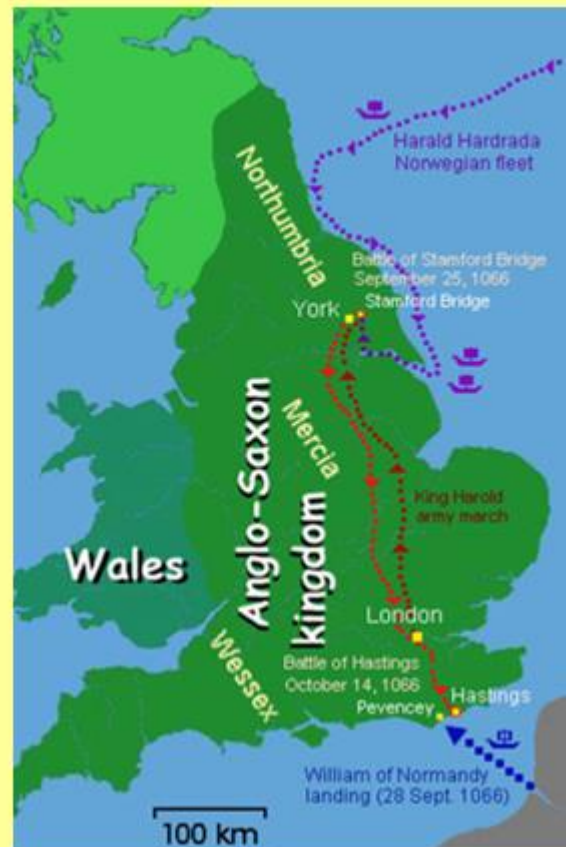 Harald Hardrada
Norwegian fleet
Northumbria
Battle of Stamford Bridge
September 25, 1066
Stamford Bridge
York
Mercia
Anglo-Saxon
kingdom
King Harold
army march
Wales
London
Wessex
Battle of Hastings
October 14, 1066
Hastings
Pevencey
William of Normandy
landing (28 Sept. 1066)
100 km